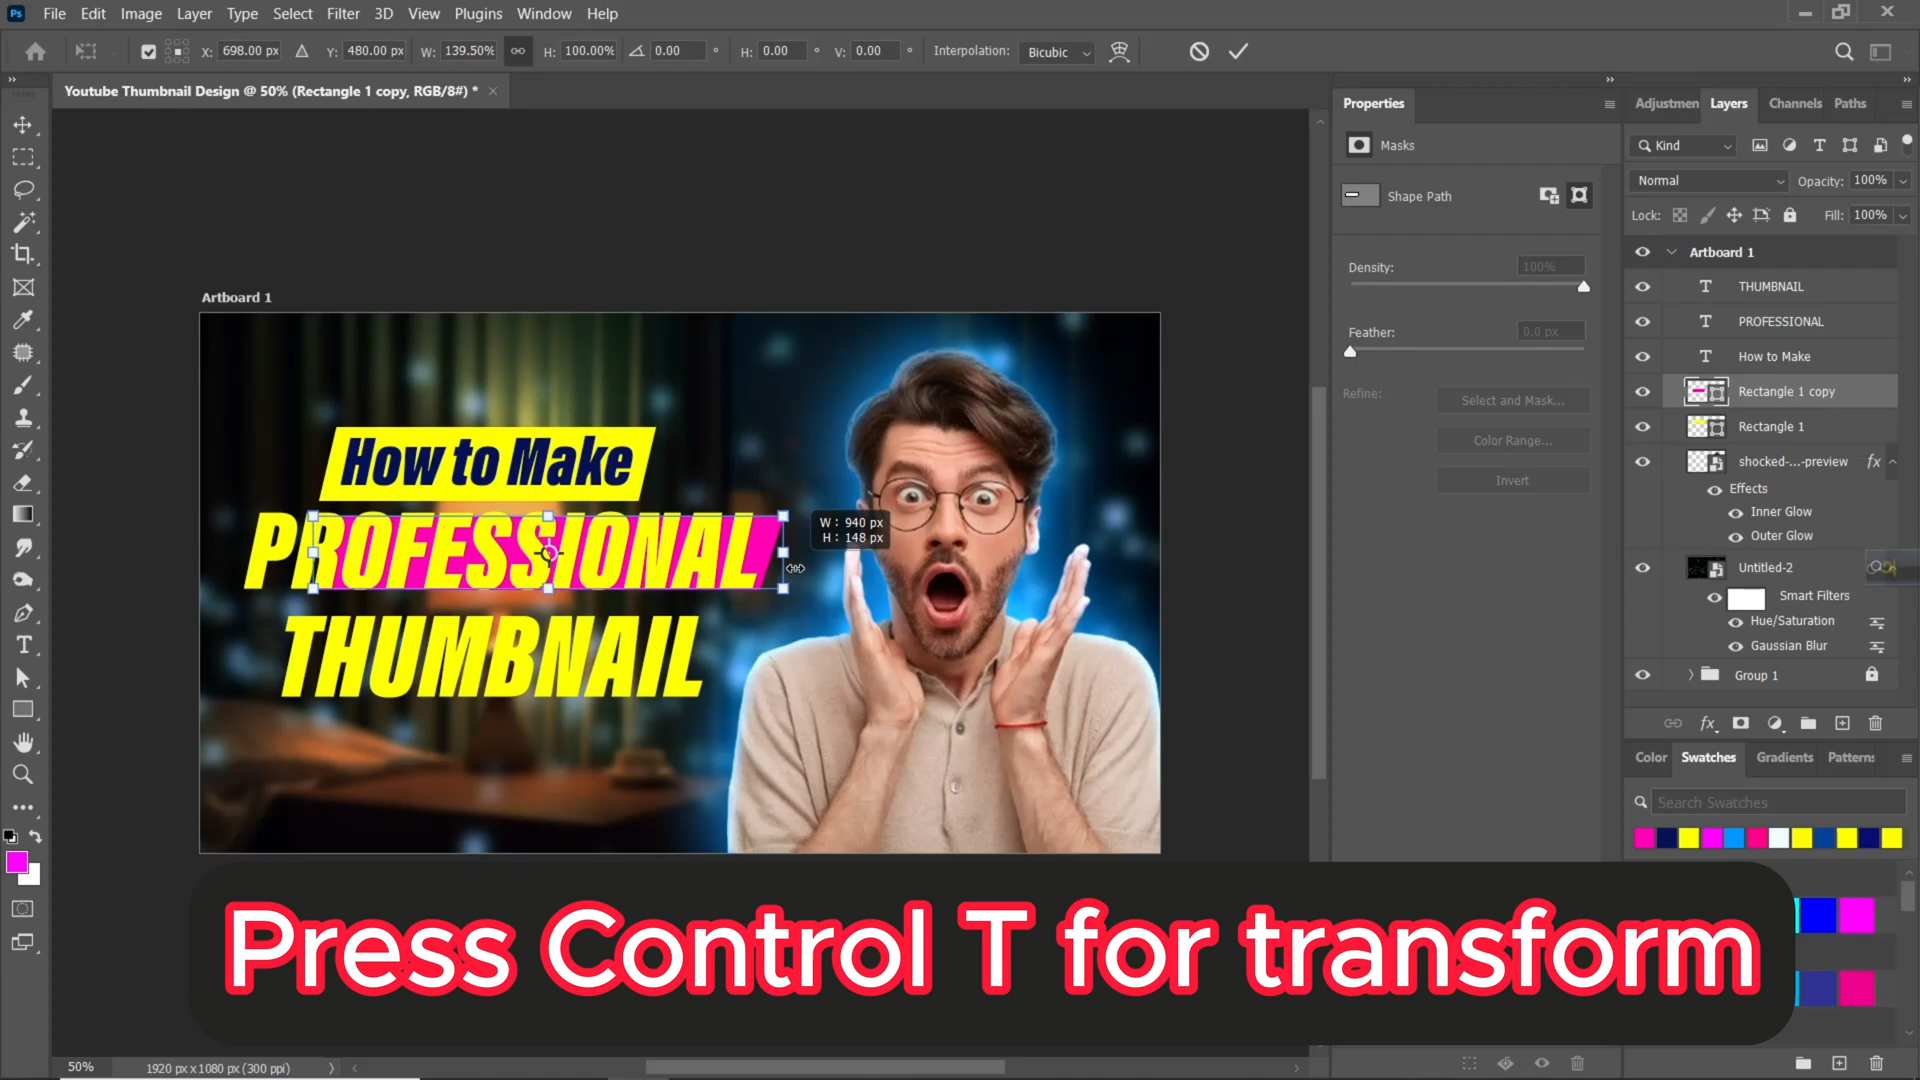 Ps File Edit Image Layer Type Select Filter 3D View Plugins Window Help
X: 698.00 px Y: 480.00 px W: 139.50% H: 100.00% 0.00 ° H: 0.00 ° V: 0.00 ° Interpolation: Bicubic
Youtube Thumbnail Design @ 50% (Rectangle 1 copy, RGB/8#) *
Artboard 1
How to Make
PROFESSIONAL
THUMBNAIL
W: 940 px
H: 148 px
Properties
Masks
Shape Path
Density: 100%
Feather: 0.0 px
Refine: Select and Mask...
Color Range...
Invert
Adjustmen Layers Channels Paths
Kind
Normal Opacity: 100%
Lock: Fill: 100%
Artboard 1
T THUMBNAIL
T PROFESSIONAL
T How to Make
Rectangle 1 copy
Rectangle 1
shocked-...-preview fx
Effects
Inner Glow
Outer Glow
Untitled-2
Smart Filters
Hue/Saturation
Gaussian Blur
Group 1
fx
Color Swatches Gradients Patterns
Search Swatches
Press Control T for transform
50% 1920 px x 1080 px (300 ppi)